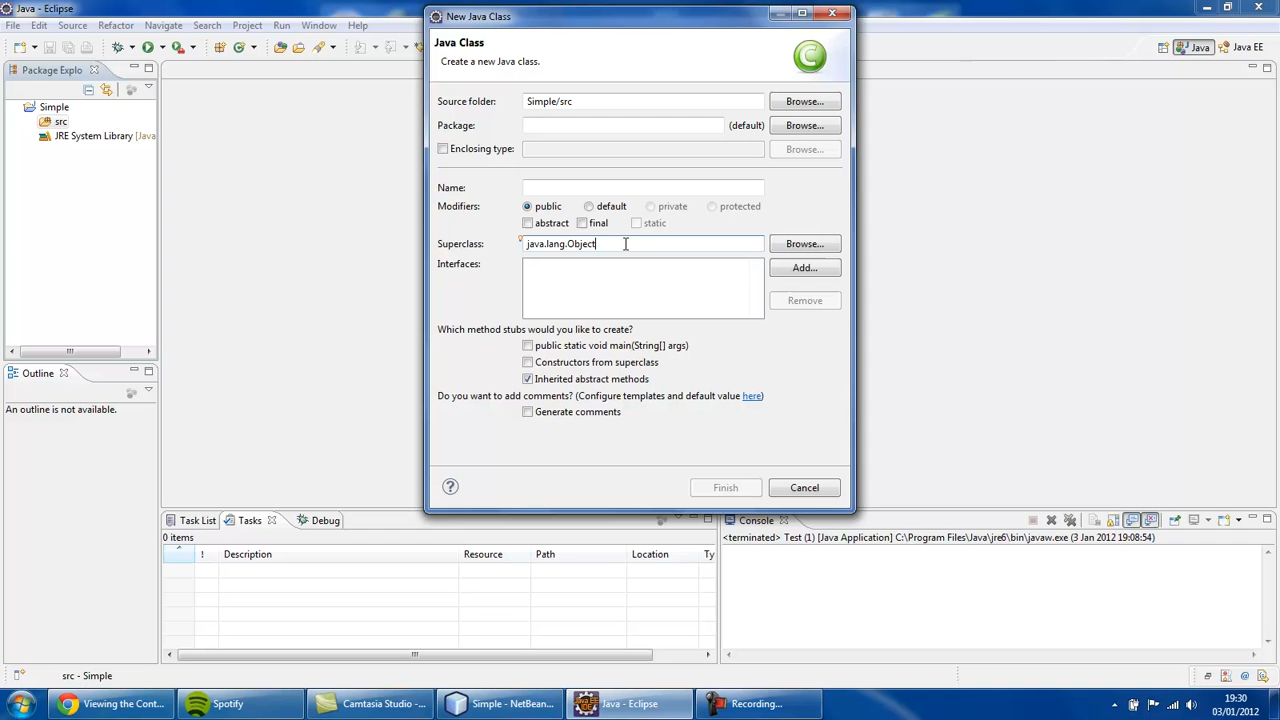 Java - Eclipse
File Edit Source Refactor Navigate Search Project Run Window Help
Java Java EE
Package Explo
Simple
src
JRE System Library [Java
Outline
An outline is not available.
New Java Class
Java Class
Create a new Java class.
C
Source folder: Simple/src Browse...
Package: (default) Browse...
Enclosing type: Browse...
Name:
Modifiers: public default private protected
abstract final static
Superclass: java.lang.Object Browse...
Interfaces: Add...
Remove
Which method stubs would you like to create?
public static void main(String[] args)
Constructors from superclass
Inherited abstract methods
Do you want to add comments? (Configure templates and default value here)
Generate comments
? Finish Cancel
Task List Tasks Debug
0 items
! Description Resource Path Location Ty
Console
<terminated> Test (1) [Java Application] C:\Program Files\Java\jre6\bin\javaw.exe (3 Jan 2012 19:08:54)
src - Simple
Viewing the Cont... Spotify Camtasia Studio -... Simple - NetBean... Java - Eclipse Recording...
19:30
03/01/2012